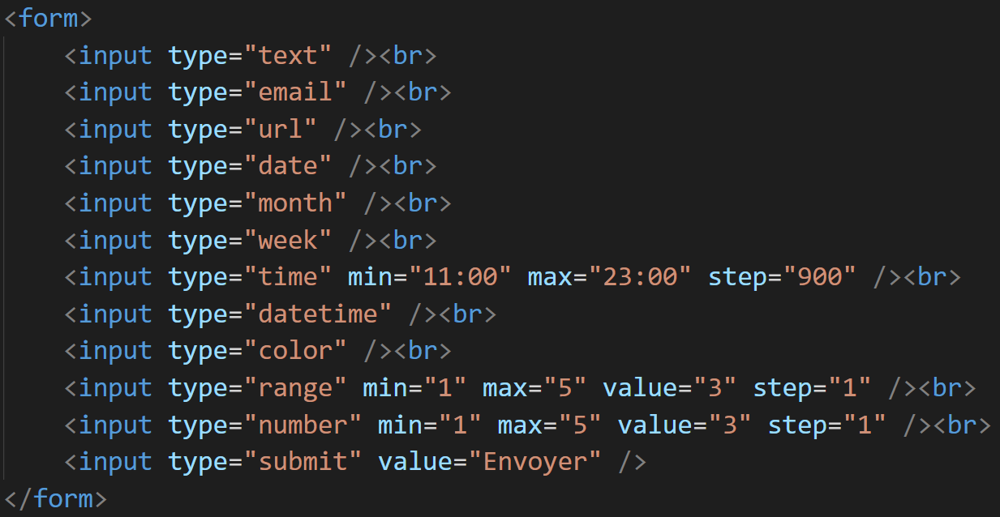 <form>
    <input type="text" /><br>
    <input type="email" /><br>
    <input type="url" /><br>
    <input type="date" /><br>
    <input type="month" /><br>
    <input type="week" /><br>
    <input type="time" min="11:00" max="23:00" step="900" /><br>
    <input type="datetime" /><br>
    <input type="color" /><br>
    <input type="range" min="1" max="5" value="3" step="1" /><br>
    <input type="number" min="1" max="5" value="3" step="1" /><br>
    <input type="submit" value="Envoyer" />
</form>